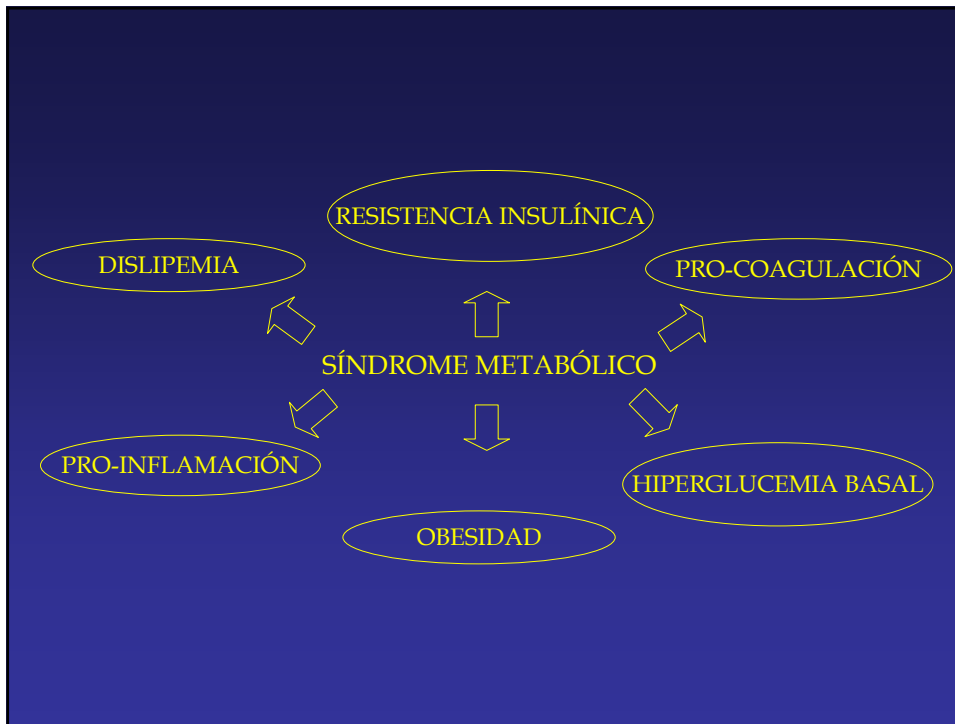 RESISTENCIA INSULÍNICA
DISLIPEMIA
PRO-COAGULACIÓN
SÍNDROME METABÓLICO
PRO-INFLAMACIÓN
HIPERGLUCEMIA BASAL
OBESIDAD